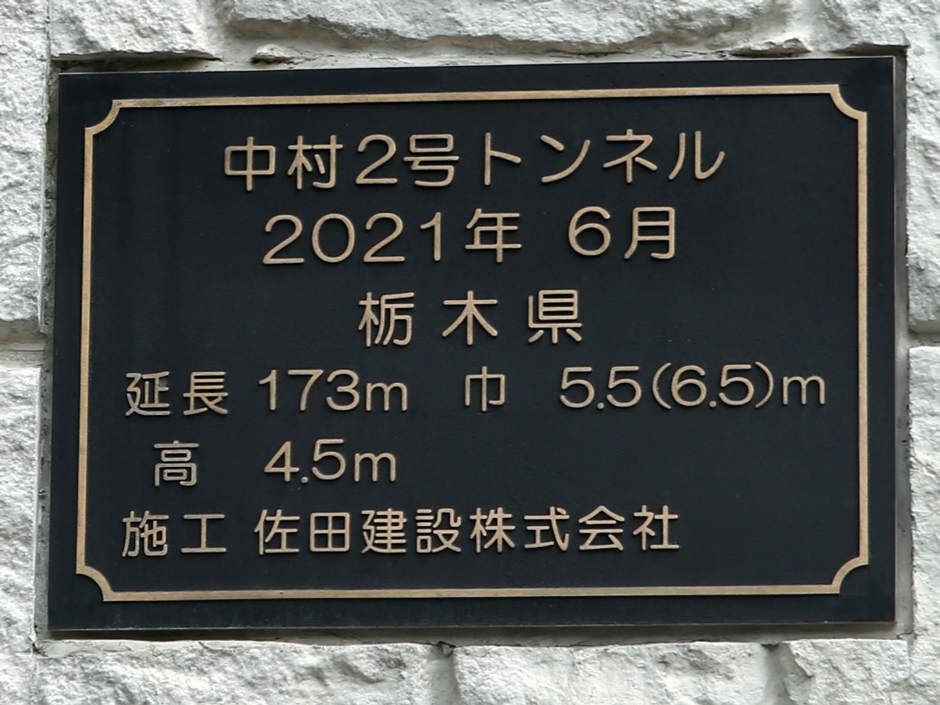 中村2号トンネル
2021年 6月
栃木県
延長 173m 巾 5.5(6.5)m
高 4.5m
施工 佐田建設株式会社